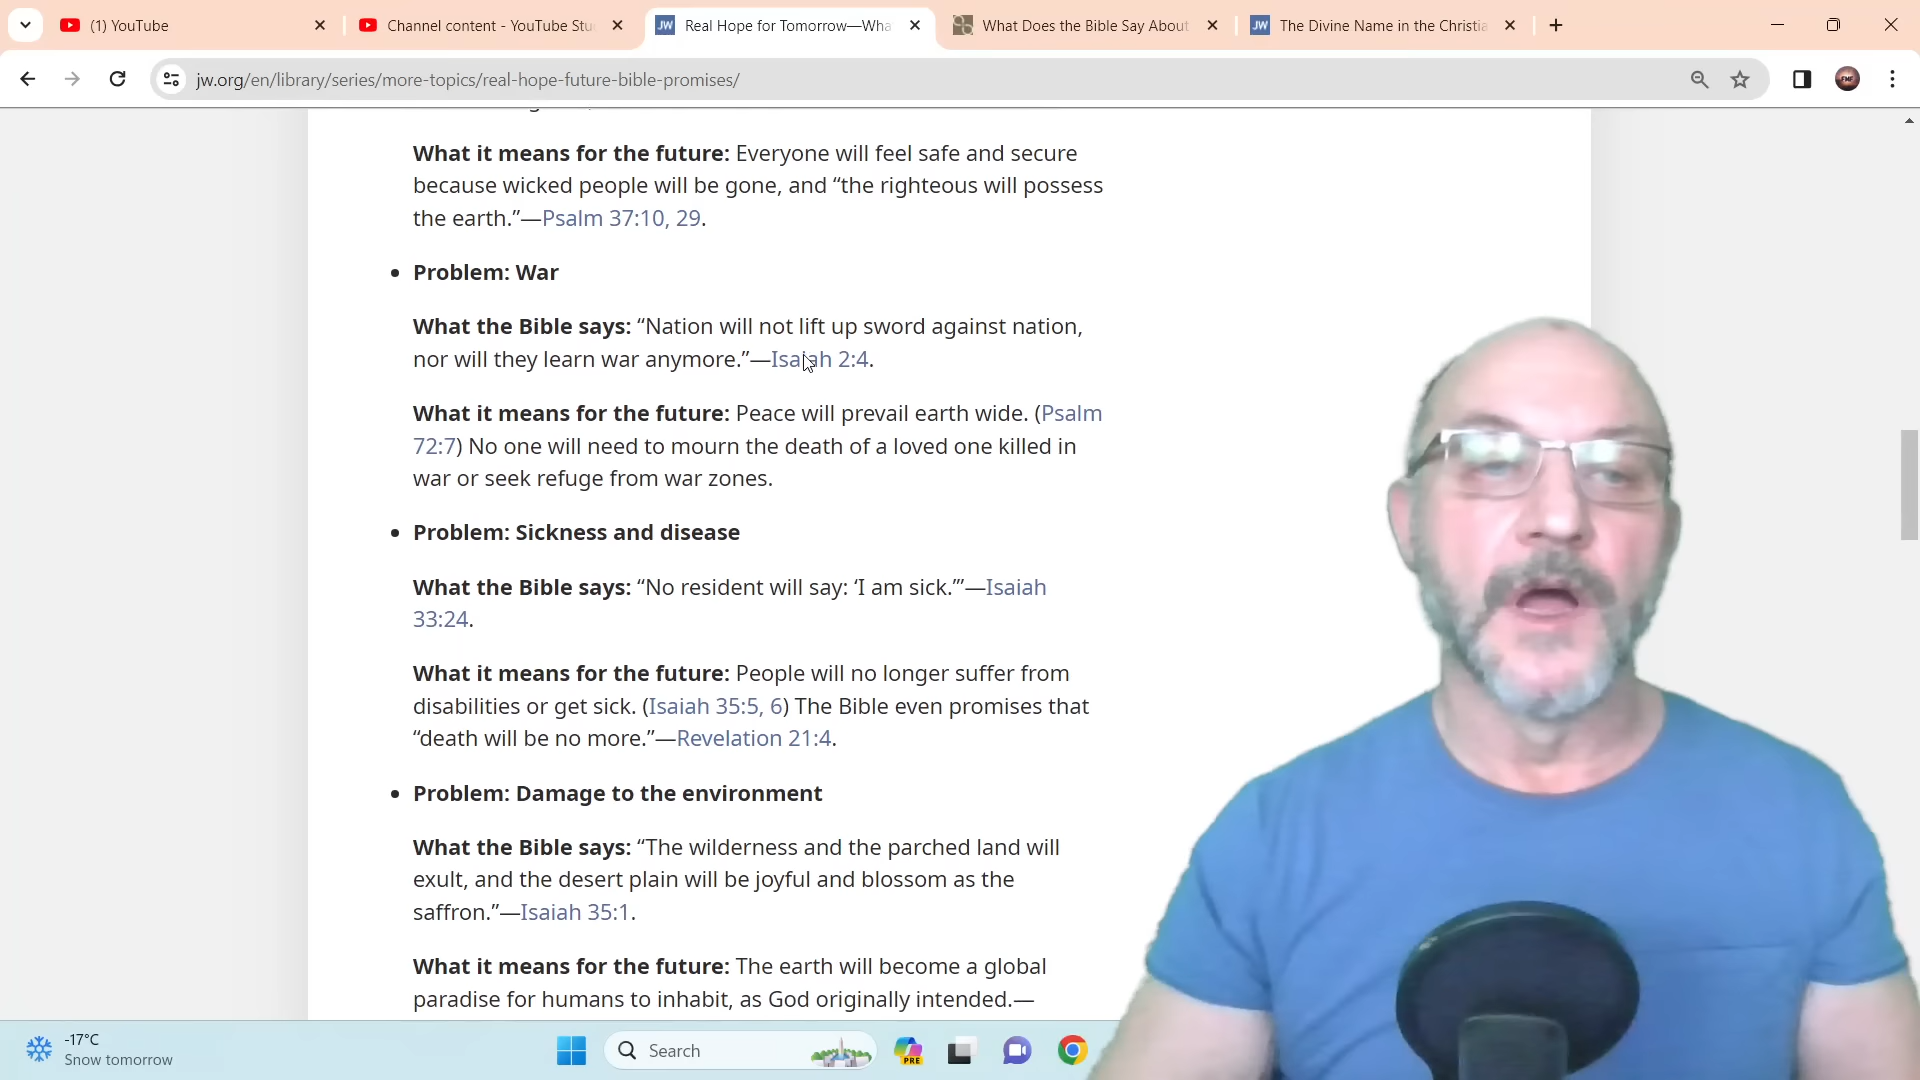 (1) YouTube
Channel content - YouTube Stu
JW Real Hope for Tomorrow—Wha
What Does the Bible Say About
JW The Divine Name in the Christia
jw.org/en/library/series/more-topics/real-hope-future-bible-promises/
What it means for the future: Everyone will feel safe and secure
because wicked people will be gone, and “the righteous will possess
the earth.”—Psalm 37:10, 29.
• Problem: War
What the Bible says: “Nation will not lift up sword against nation,
nor will they learn war anymore.”—Isaiah 2:4.
What it means for the future: Peace will prevail earth wide. (Psalm
72:7) No one will need to mourn the death of a loved one killed in
war or seek refuge from war zones.
• Problem: Sickness and disease
What the Bible says: “No resident will say: ‘I am sick.’”—Isaiah
33:24.
What it means for the future: People will no longer suffer from
disabilities or get sick. (Isaiah 35:5, 6) The Bible even promises that
“death will be no more.”—Revelation 21:4.
• Problem: Damage to the environment
What the Bible says: “The wilderness and the parched land will
exult, and the desert plain will be joyful and blossom as the
saffron.”—Isaiah 35:1.
What it means for the future: The earth will become a global
paradise for humans to inhabit, as God originally intended.—
-17°C
Snow tomorrow
Search
PRE